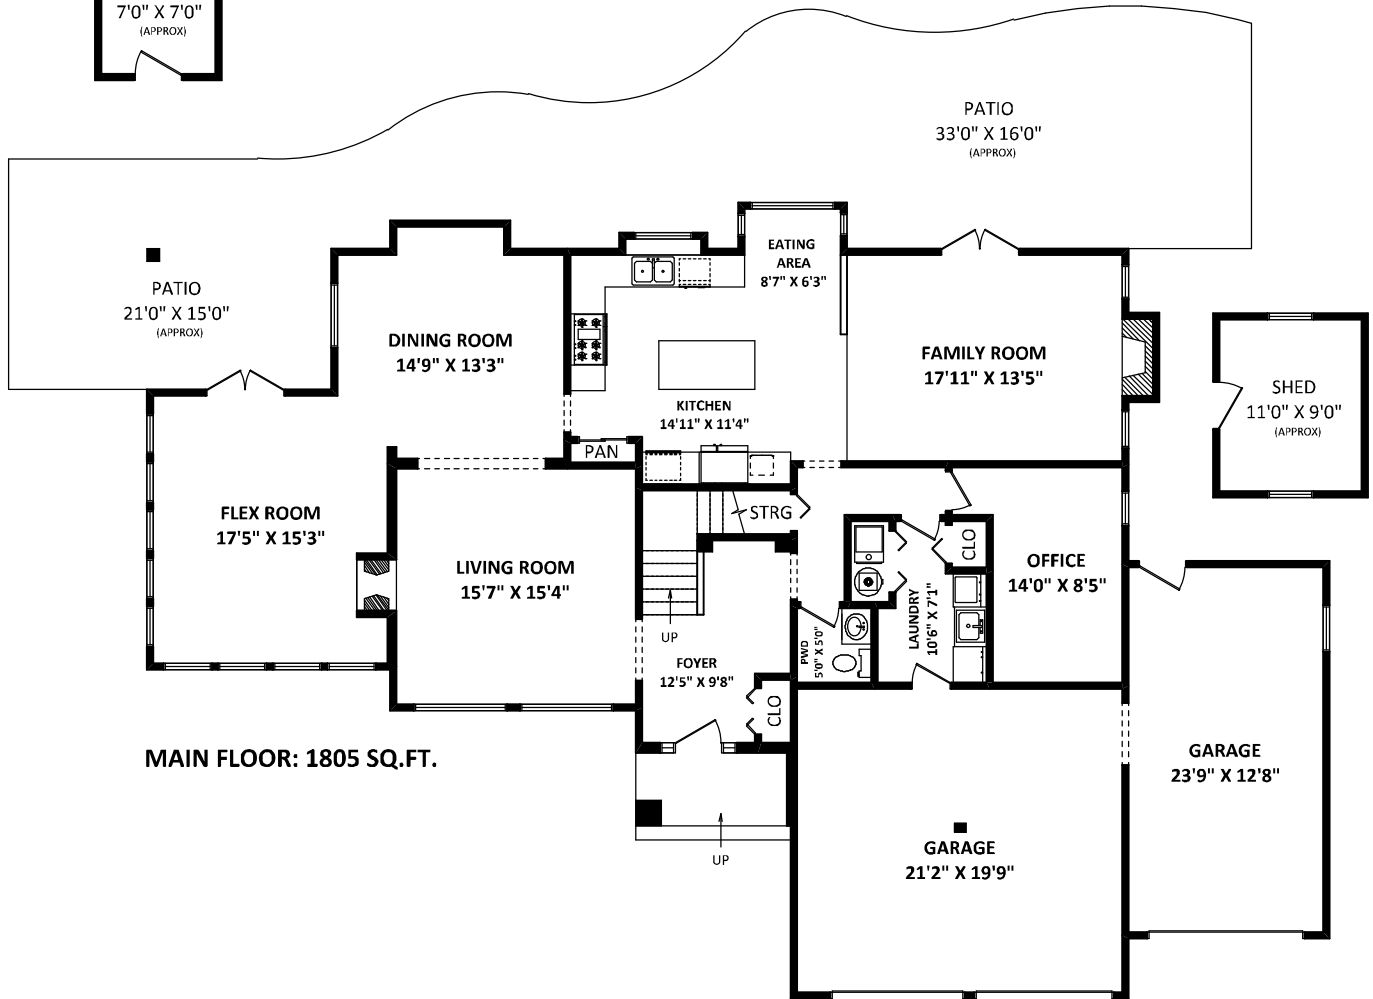 7'0" X 7'0"
(APPROX)
PATIO
33'0" X 16'0"
(APPROX)
PATIO
21'0" X 15'0"
(APPROX)
EATING
AREA
8'7" X 6'3"
DINING ROOM
14'9" X 13'3"
FAMILY ROOM
17'11" X 13'5"
SHED
11'0" X 9'0"
(APPROX)
KITCHEN
14'11" X 11'4"
PAN
FLEX ROOM
17'5" X 15'3"
STRG
CLO
LIVING ROOM
15'7" X 15'4"
OFFICE
14'0" X 8'5"
LAUNDRY
10'6" X 7'1"
UP
PWD
5'0" X 5'0"
FOYER
12'5" X 9'8"
CLO
MAIN FLOOR: 1805 SQ.FT.
GARAGE
23'9" X 12'8"
UP
GARAGE
21'2" X 19'9"